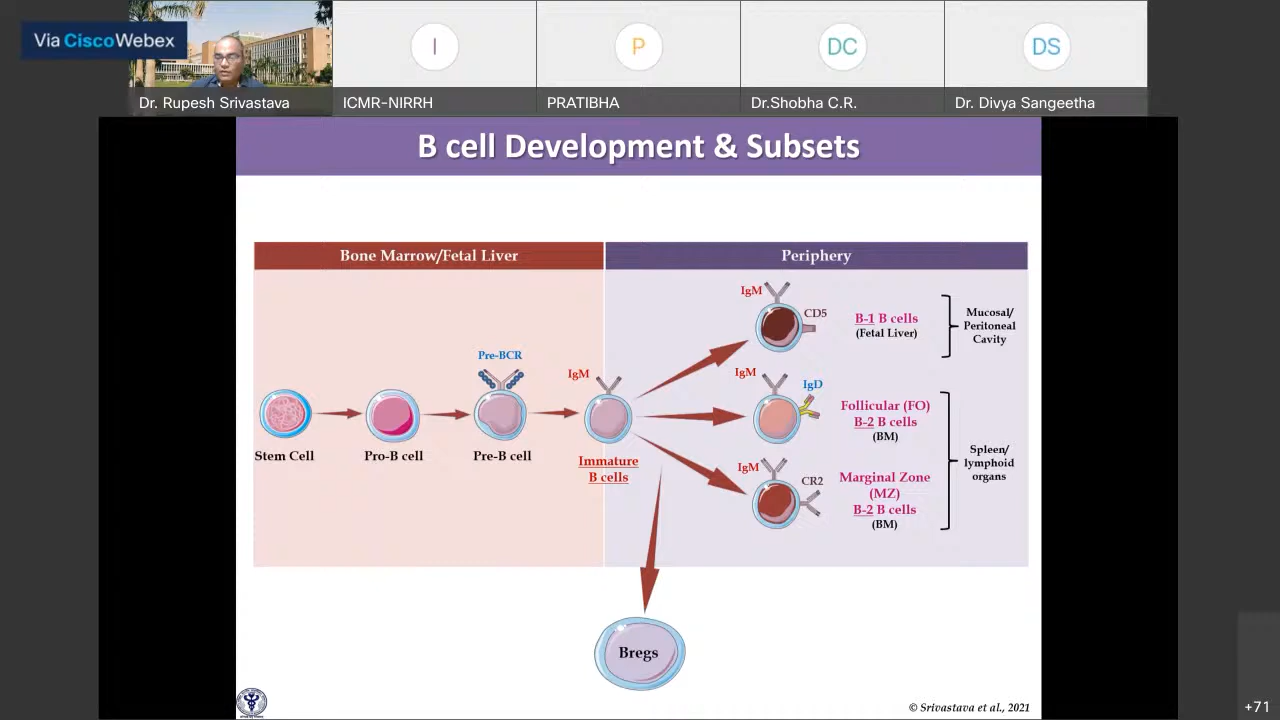 Via CiscoWebex
Dr. Rupesh Srivastava
I
ICMR-NIRRH
P
PRATIBHA
DC
Dr.Shobha C.R.
DS
Dr. Divya Sangeetha
B cell Development & Subsets
Bone Marrow/Fetal Liver
Periphery
Stem Cell
Pro-B cell
Pre-BCR
Pre-B cell
IgM
Immature
B cells
IgM
CD5
B-1 B cells
(Fetal Liver)
Mucosal/
Peritoneal
Cavity
IgM
IgD
Follicular (FO)
B-2 B cells
(BM)
IgM
CR2
Marginal Zone
(MZ)
B-2 B cells
(BM)
Spleen/
lymphoid
organs
Bregs
© Srivastava et al., 2021
+71